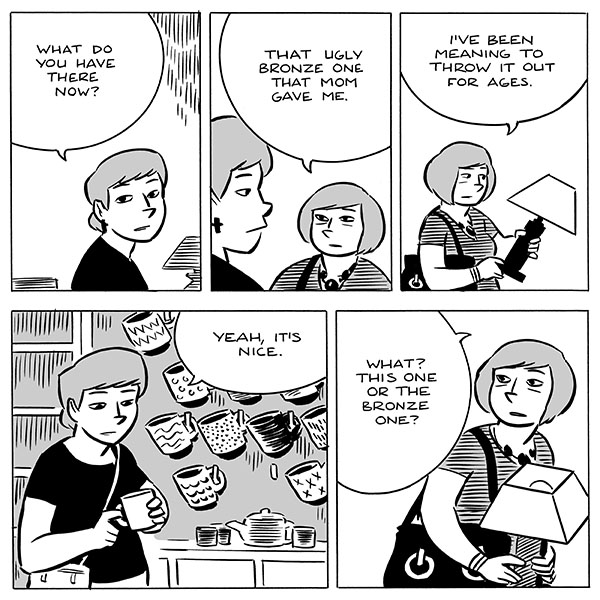 WHAT DO
YOU HAVE
THERE
NOW?
THAT UGLY
BRONZE ONE
THAT MOM
GAVE ME.
I'VE BEEN
MEANING TO
THROW IT OUT
FOR AGES.
YEAH, IT'S
NICE.
WHAT?
THIS ONE
OR THE
BRONZE
ONE?